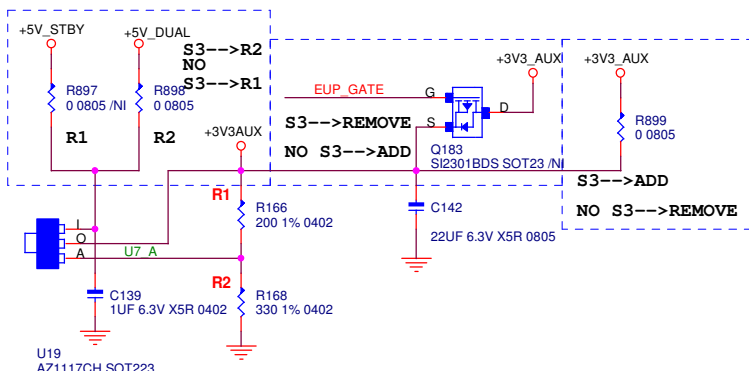 +5V_STBY
+5V_DUAL
S3-->R2
NO
S3-->R1
R897
0 0805 /NI
R898
0 0805
R1
R2
+3V3AUX
EUP_GATE
G
D
S
+3V3_AUX
S3-->REMOVE
NO S3-->ADD
Q183
SI2301BDS SOT23 /NI
+3V3_AUX
R899
0 0805
S3-->ADD
NO S3-->REMOVE
R1
R166
200 1% 0402
C142
22UF 6.3V X5R 0805
I
O
A
U7_A
R2
R168
330 1% 0402
C139
1UF 6.3V X5R 0402
U19
AZ1117CH SOT223